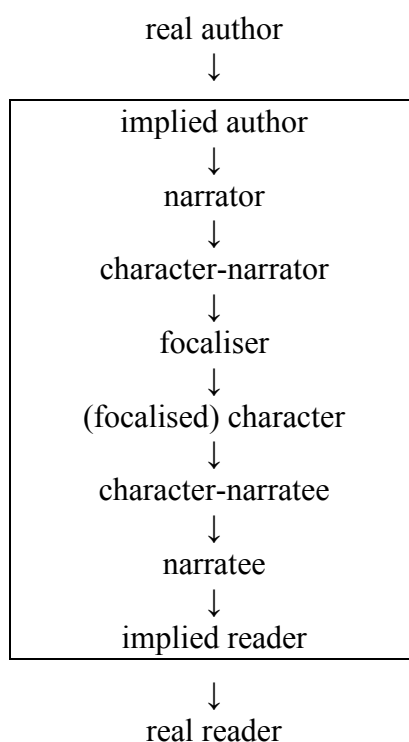 real author
↓
implied author
↓
narrator
↓
character-narrator
↓
focaliser
↓
(focalised) character
↓
character-narratee
↓
narratee
↓
implied reader
↓
real reader